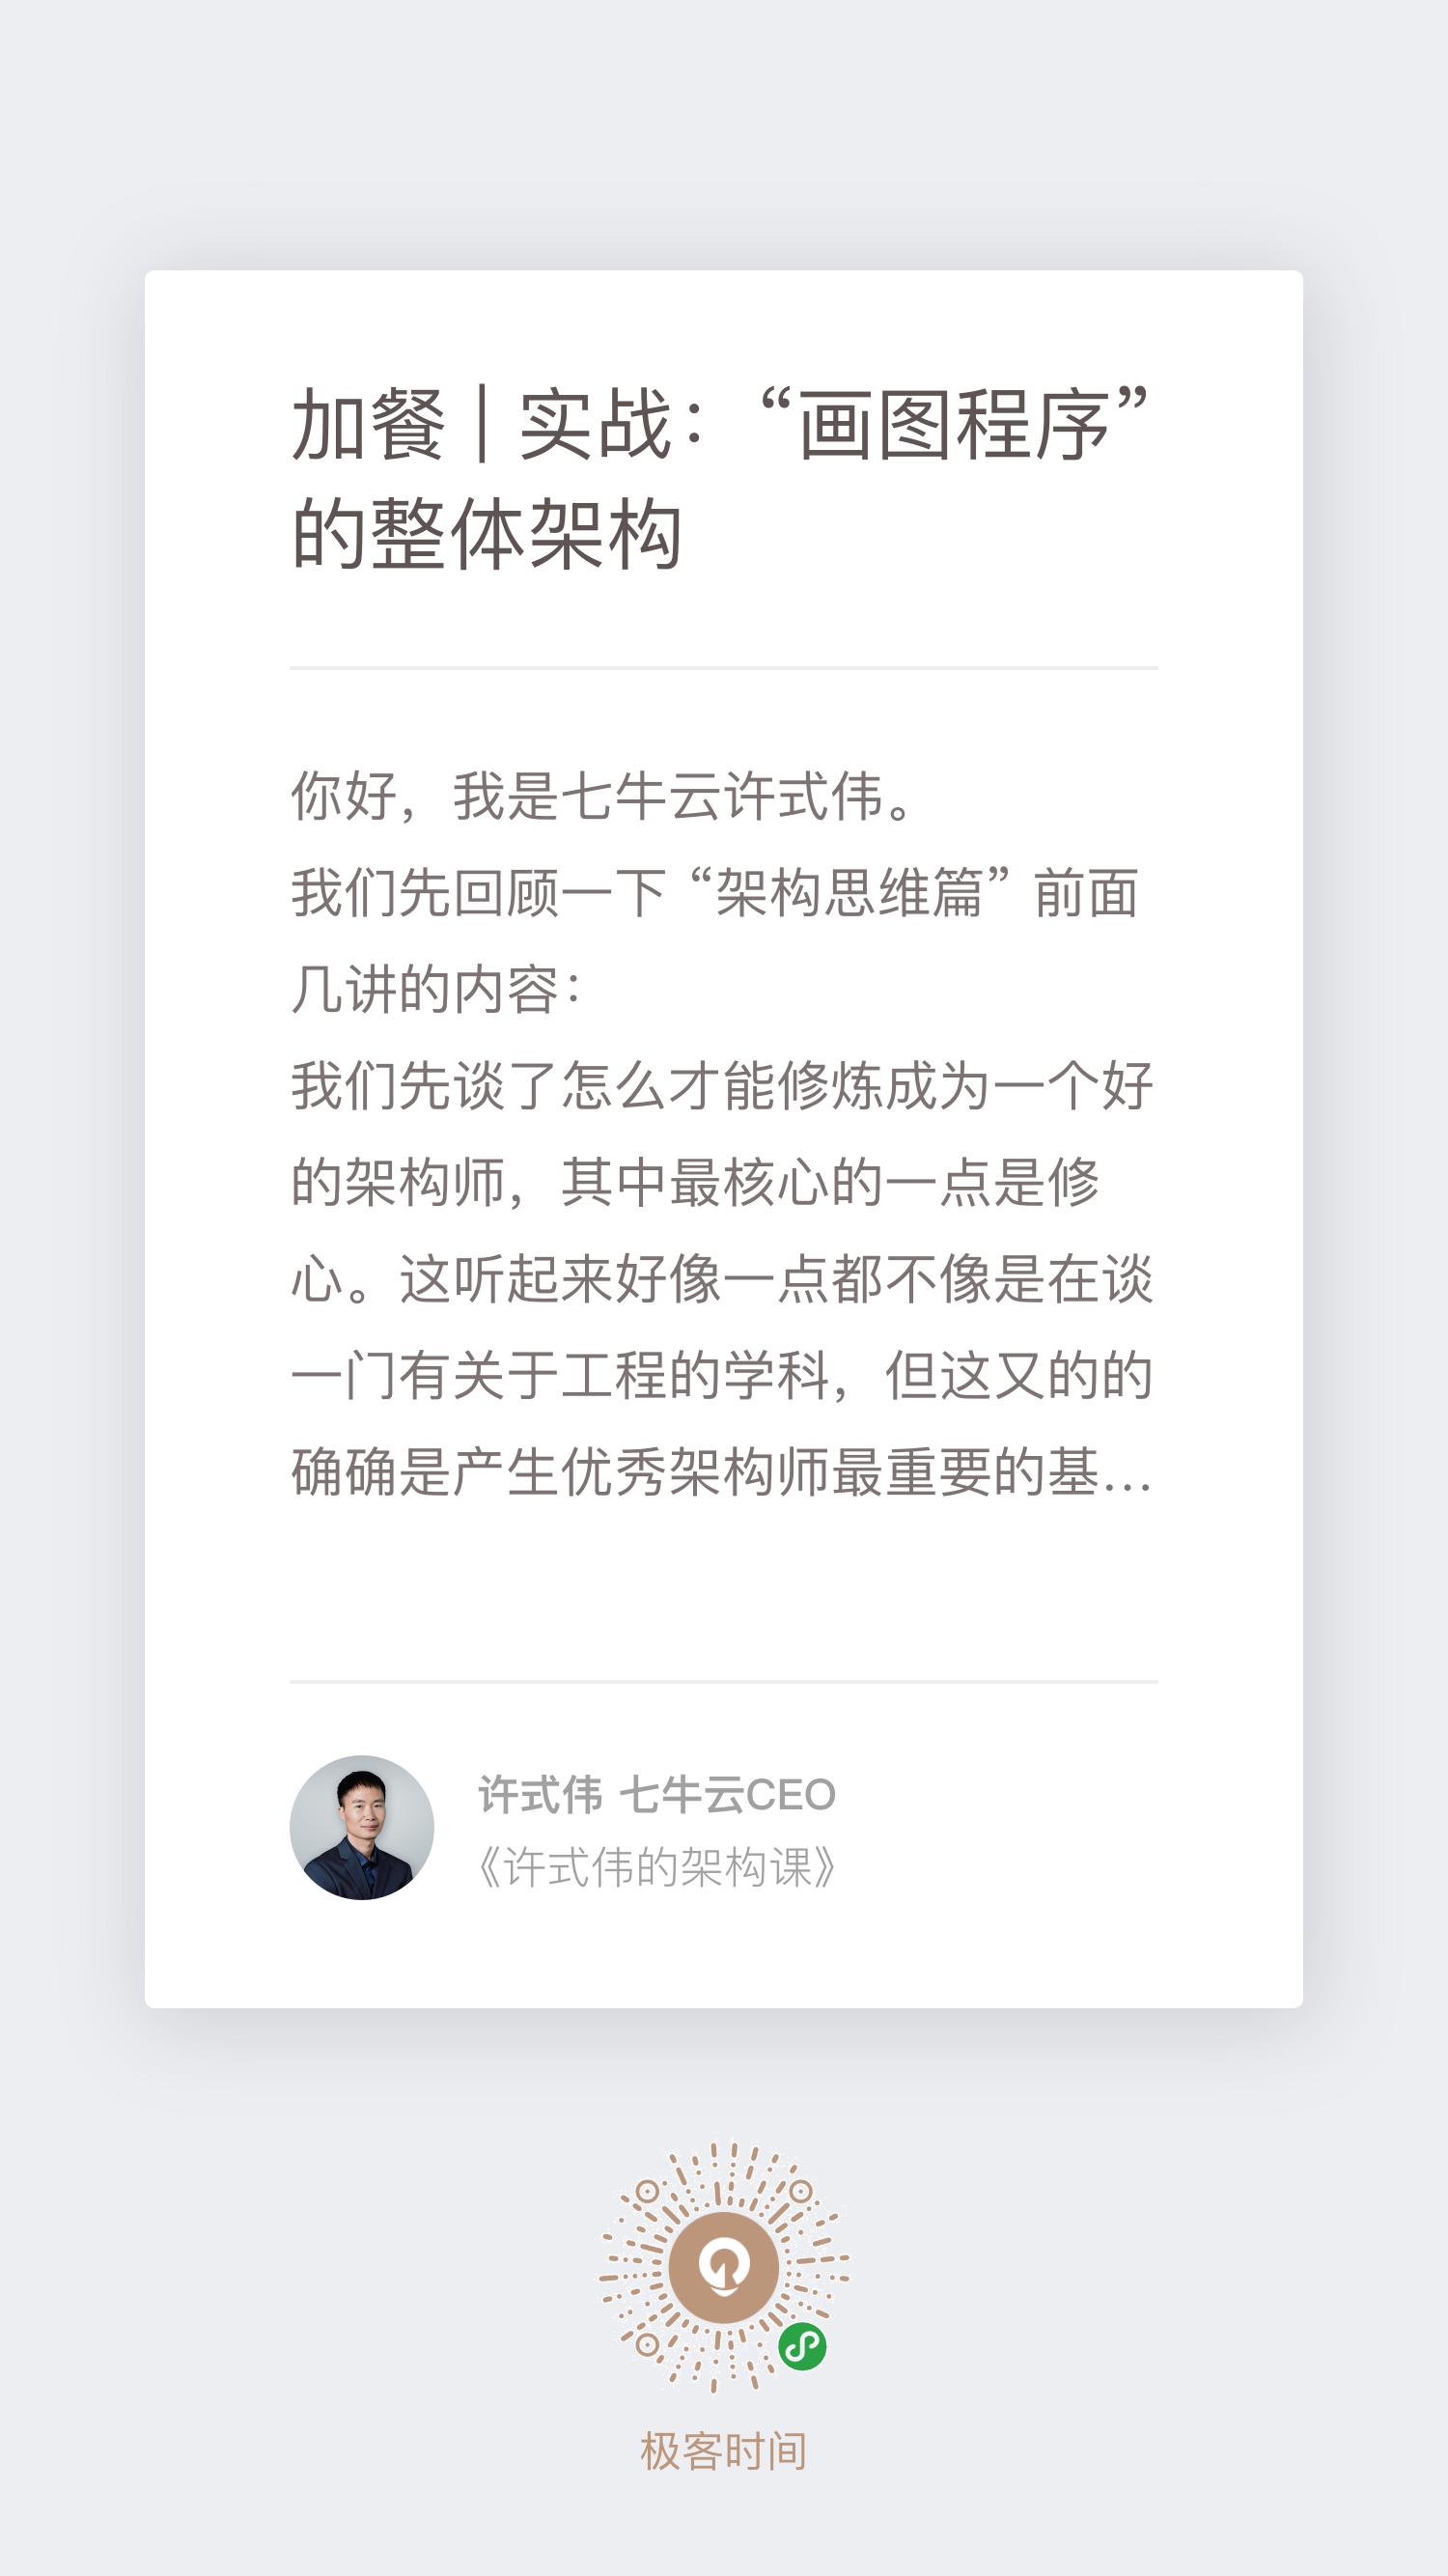 加餐 | 实战：“画图程序”
的整体架构
你好，我是七牛云许式伟。
我们先回顾一下 “架构思维篇” 前面
几讲的内容：
我们先谈了怎么才能修炼成为一个好
的架构师，其中最核心的一点是修
心。这听起来好像一点都不像是在谈
一门有关于工程的学科，但这又的的
确确是产生优秀架构师最重要的基...
许式伟 七牛云CEO
《许式伟的架构课》
极客时间